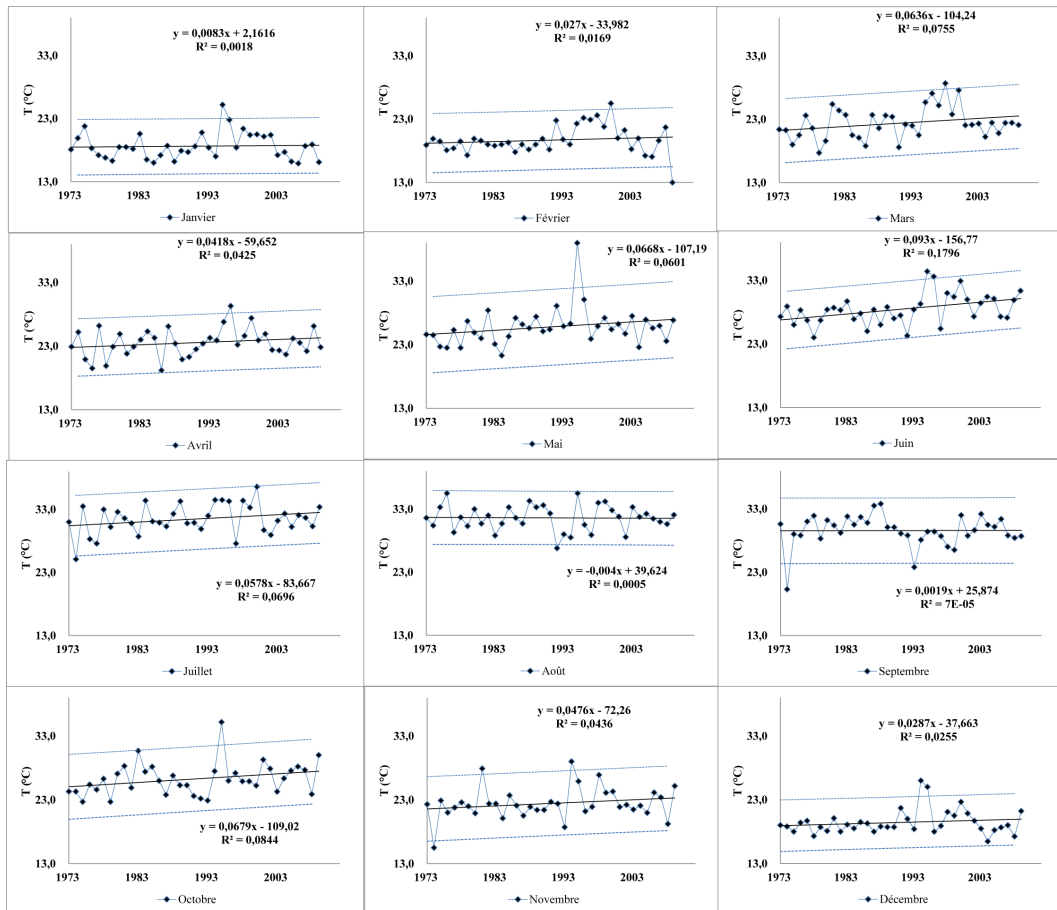 y = 0,0083x + 2,1616
R² = 0,0018
T (°C)
33,0
23,0
13,0
1973 1983 1993 2003
Janvier
y = 0,027x - 33,982
R² = 0,0169
T (°C)
33,0
23,0
13,0
1973 1983 1993 2003
Février
y = 0,0636x - 104,24
R² = 0,0755
T (°C)
33,0
23,0
13,0
1973 1983 1993 2003
Mars
y = 0,0418x - 59,652
R² = 0,0425
T (°C)
33,0
23,0
13,0
1973 1983 1993 2003
Avril
y = 0,0668x - 107,19
R² = 0,0601
T (°C)
33,0
23,0
13,0
1973 1983 1993 2003
Mai
y = 0,093x - 156,77
R² = 0,1796
T (°C)
33,0
23,0
13,0
1973 1983 1993 2003
Juin
T (°C)
33,0
23,0
13,0
y = 0,0578x - 83,667
R² = 0,0696
1973 1983 1993 2003
Juillet
T (°C)
33,0
23,0
13,0
y = -0,004x + 39,624
R² = 0,0005
1973 1983 1993 2003
Août
T (°C)
33,0
23,0
13,0
y = 0,0019x + 25,874
R² = 7E-05
1973 1983 1993 2003
Septembre
T (°C)
33,0
23,0
13,0
y = 0,0679x - 109,02
R² = 0,0844
1973 1983 1993 2003
Octobre
y = 0,0476x - 72,26
R² = 0,0436
T (°C)
33,0
23,0
13,0
1973 1983 1993 2003
Novembre
y = 0,0287x - 37,663
R² = 0,0255
T (°C)
33,0
23,0
13,0
1973 1983 1993 2003
Décembre